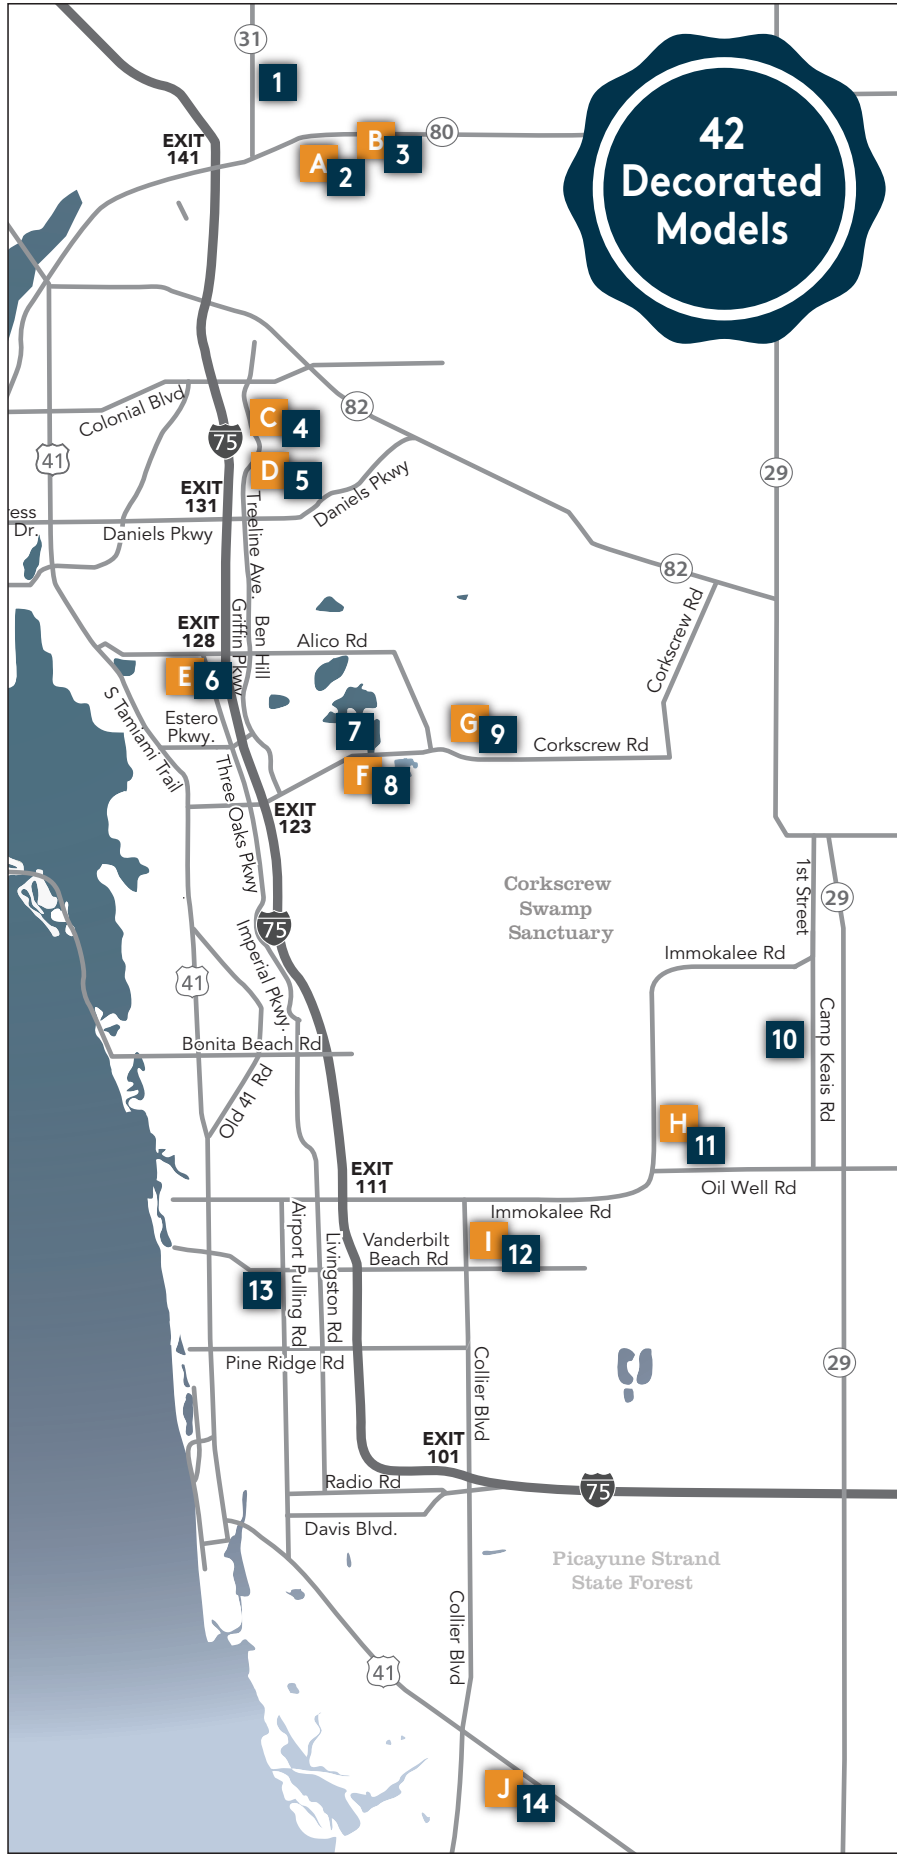 31
1
42
Decorated
Models
EXIT
141
B
80
A
3
2
Colonial Blvd
C
82
4
75
41
29
D
5
EXIT
131
Daniels Pkwy
ress
Dr.
Daniels Pkwy
Treeline Ave.
82
Corkscrew Rd
EXIT
128
Griffin Pkwy
Ben Hill
Alico Rd
E
6
S Tamiami Trail
Estero
Pkwy.
7
G
9
Corkscrew Rd
F
8
Three Oaks Pkwy
EXIT
123
1st Street
Corkscrew
Swamp
Sanctuary
29
75
Imperial Pkwy.
Immokalee Rd
41
Camp Keais Rd
10
Bonita Beach Rd
Old 41 Rd
H
11
EXIT
111
Oil Well Rd
Immokalee Rd
Airport Pulling Rd
Livingston Rd
Vanderbilt
Beach Rd
I
12
13
Pine Ridge Rd
Collier Blvd
29
EXIT
101
Radio Rd
75
Davis Blvd.
Picayune Strand
State Forest
Collier Blvd
41
J
14